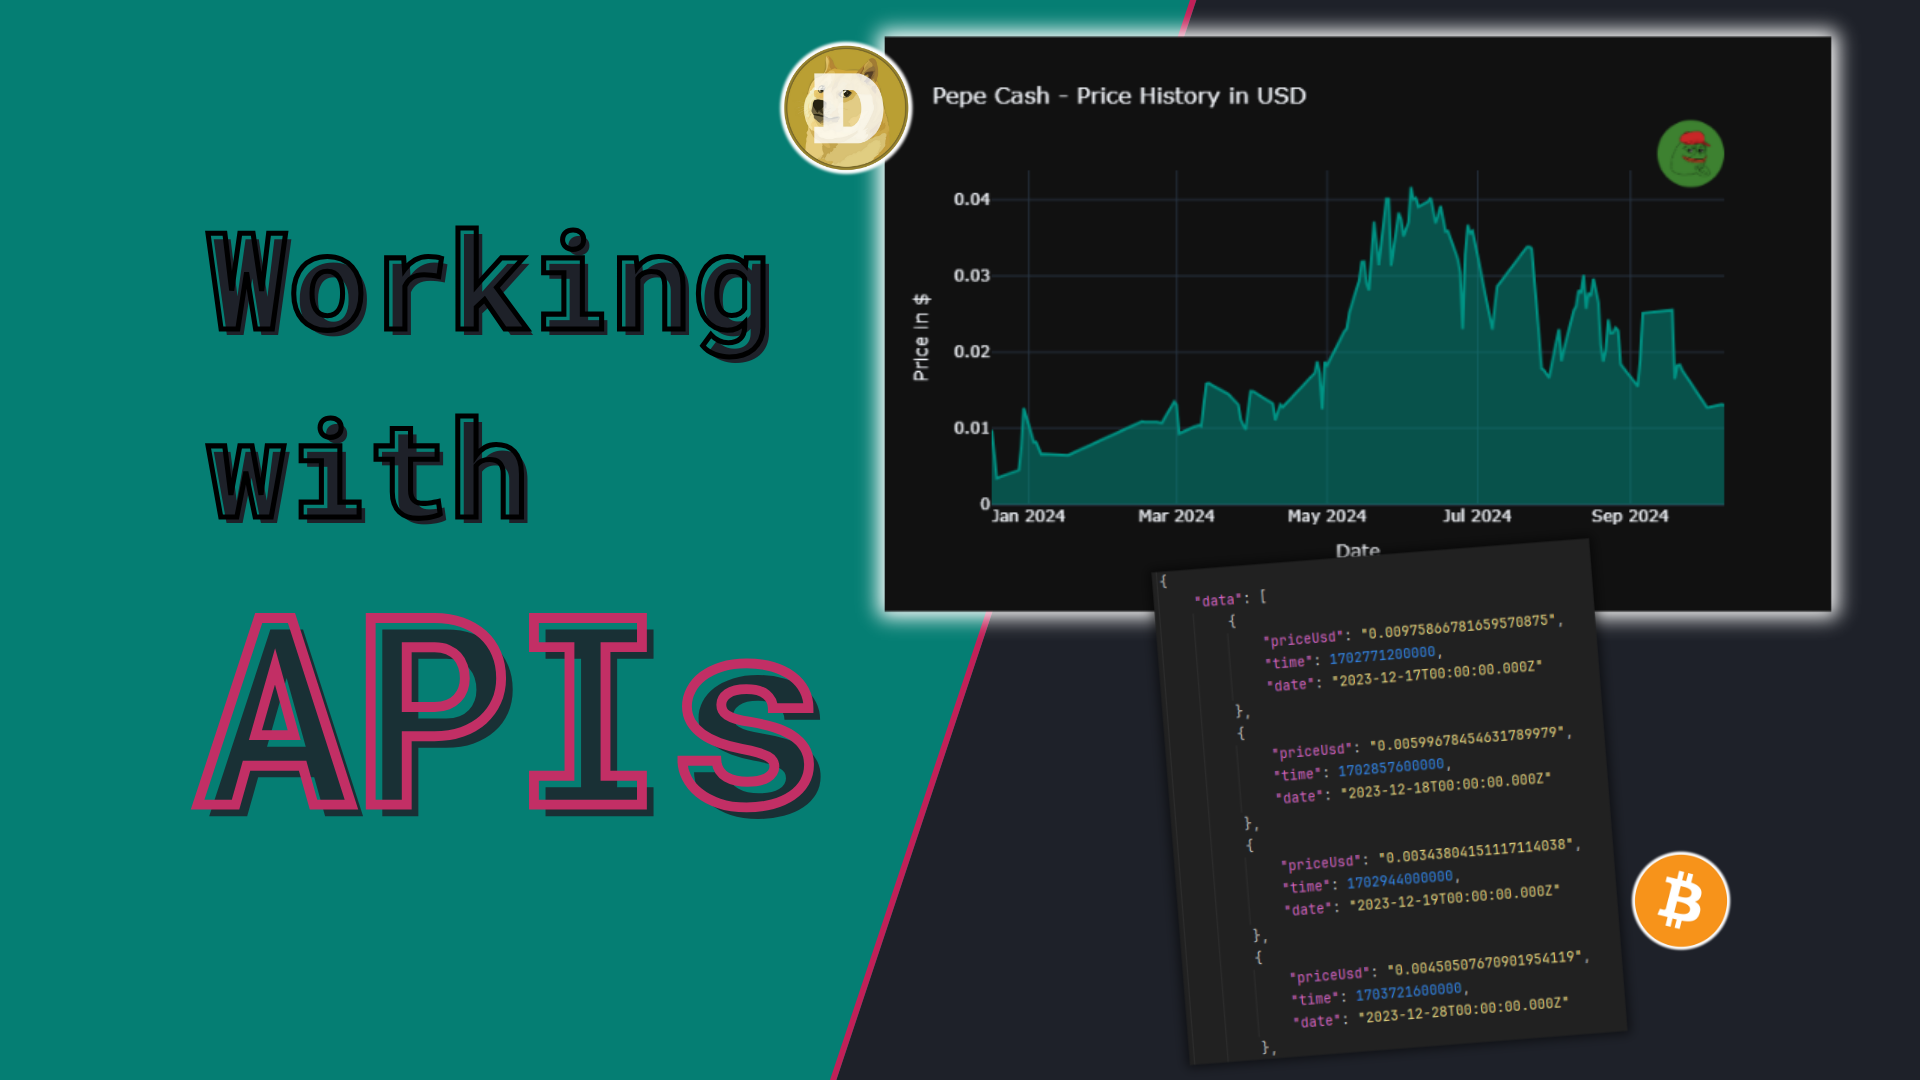 Working
with
APIs
D
Pepe Cash - Price History in USD
Price in $
0.04
0.03
0.02
0.01
0
Jan 2024 Mar 2024 May 2024 Jul 2024 Sep 2024
Date
{
"data": [
{
"priceUsd": "0.00975866781659570875",
"time": 1702771200000,
"date": "2023-12-17T00:00:00.000Z"
},
{
"priceUsd": "0.00599678454631789979",
"time": 1702857600000,
"date": "2023-12-18T00:00:00.000Z"
},
{
"priceUsd": "0.00343804151117114038",
"time": 1702944000000,
"date": "2023-12-19T00:00:00.000Z"
},
{
"priceUsd": "0.00450507670901954119",
"time": 1703721600000,
"date": "2023-12-28T00:00:00.000Z"
},